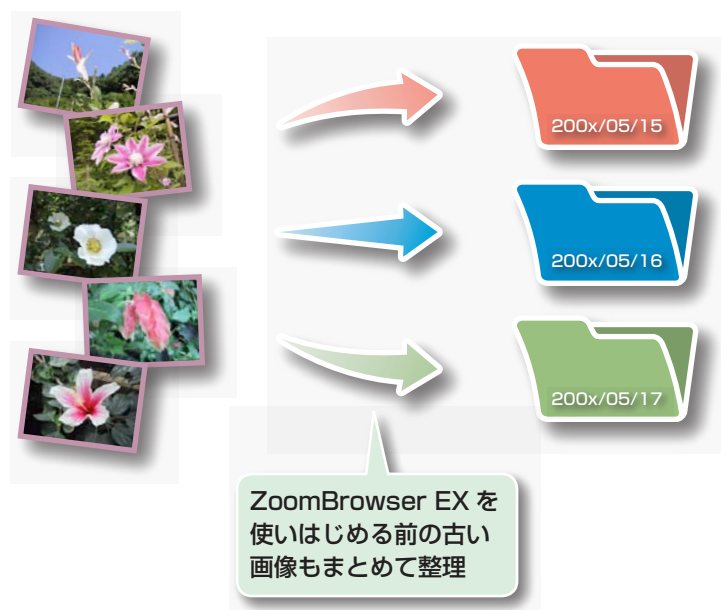 200x/05/15
200x/05/16
200x/05/17
ZoomBrowser EX を
使いはじめる前の古い
画像もまとめて整理